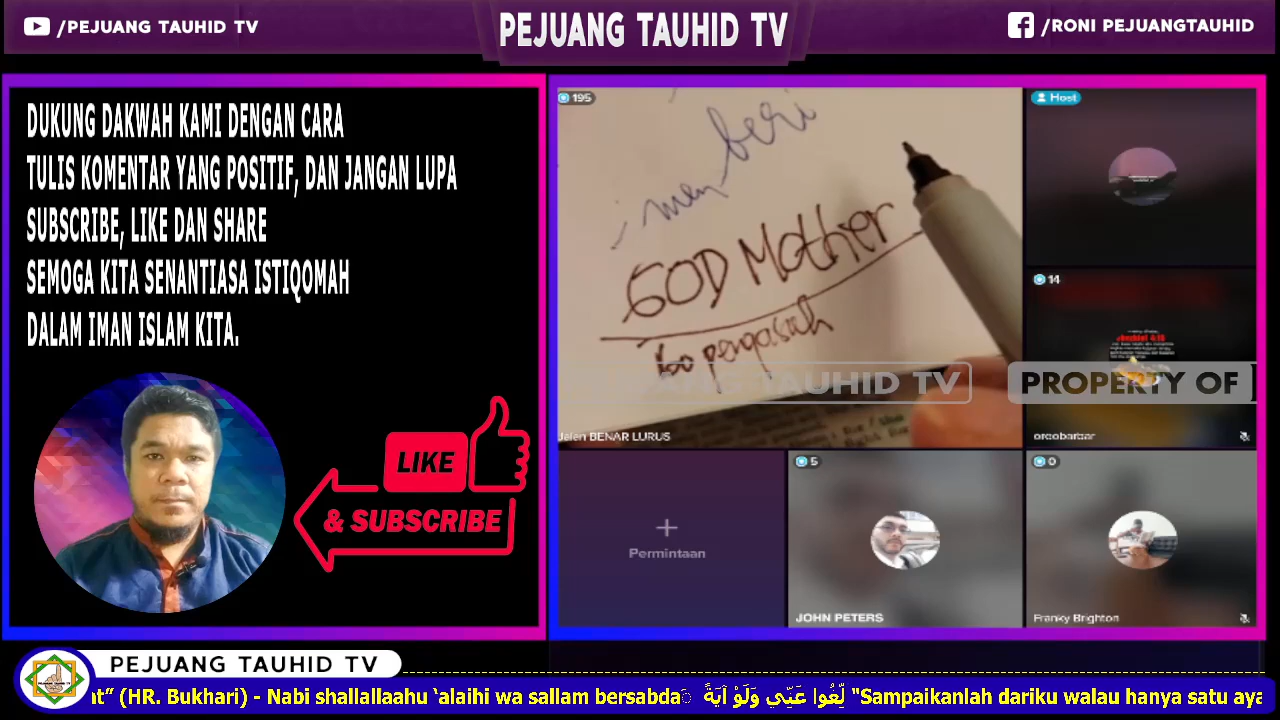 /PEJUANG TAUHID TV
PEJUANG TAUHID TV
/RONI PEJUANGTAUHID
DUKUNG DAKWAH KAMI DENGAN CARA
TULIS KOMENTAR YANG POSITIF, DAN JANGAN LUPA
SUBSCRIBE, LIKE DAN SHARE
SEMOGA KITA SENANTIASA ISTIQOMAH
DALAM IMAN ISLAM KITA.
LIKE
& SUBSCRIBE
195
beri
GOD Mother
TAUHID TV
PROPERTY OF
Jalan BENAR LURUS
Host
14
oreobarbar
Permintaan
5
JOHN PETERS
0
Franky Brighton
PEJUANG TAUHID TV
(HR. Bukhari) - Nabi shallallaahu 'alaihi wa sallam bersabda "Sampaikanlah dariku walau hanya satu aya